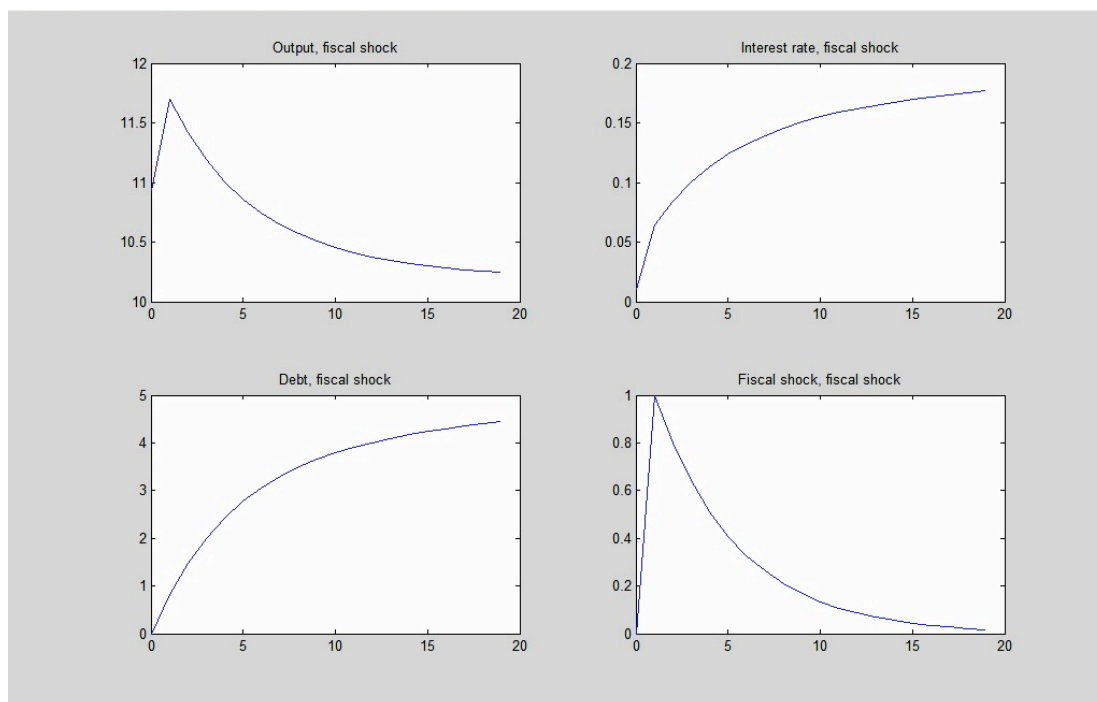 Output, fiscal shock
12
11.5
11
10.5
10
0 5 10 15 20
Interest rate, fiscal shock
0.2
0.15
0.1
0.05
0
0 5 10 15 20
Debt, fiscal shock
5
4
3
2
1
0
0 5 10 15 20
Fiscal shock, fiscal shock
1
0.8
0.6
0.4
0.2
0
0 5 10 15 20